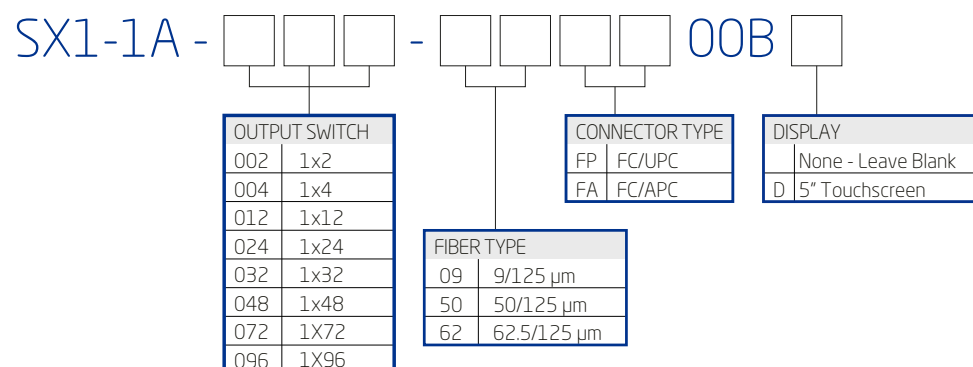 SX1-1A - - 00B
OUTPUT SWITCH
002 1x2
004 1x4
012 1x12
024 1x24
032 1x32
048 1x48
072 1X72
096 1X96
FIBER TYPE
09 9/125 µm
50 50/125 µm
62 62.5/125 µm
CONNECTOR TYPE
FP FC/UPC
FA FC/APC
DISPLAY
None - Leave Blank
D 5" Touchscreen